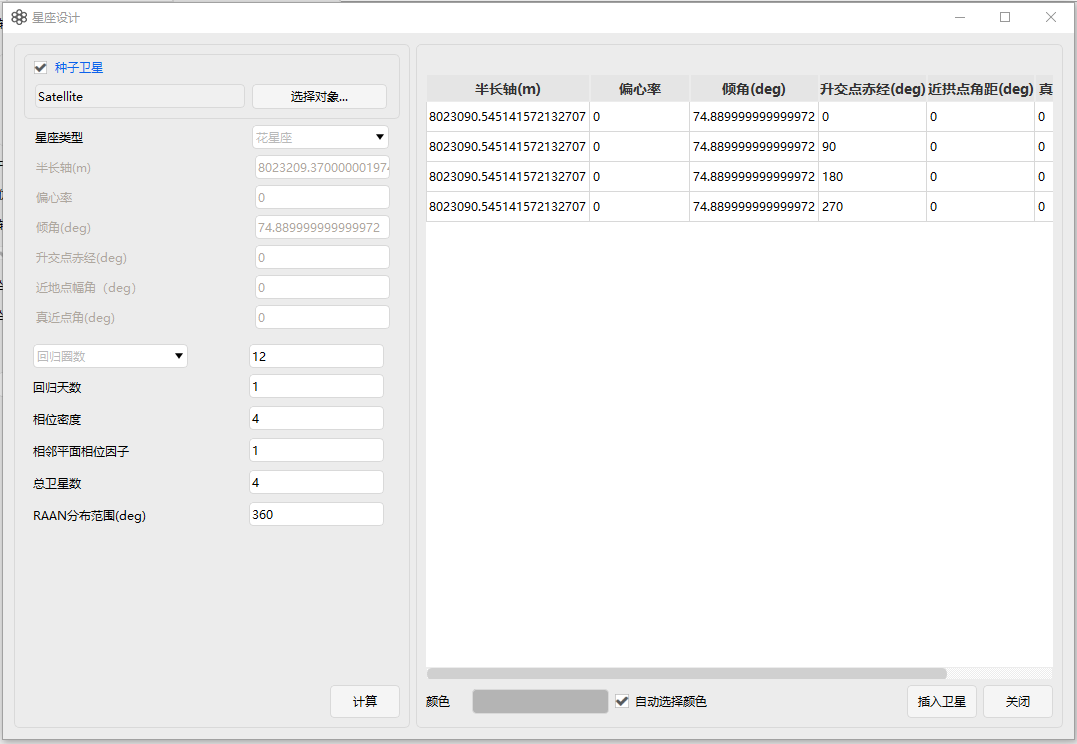 星座设计
种子卫星
Satellite 选择对象...
星座类型 花星座
半长轴(m) 8023209.37000001974
偏心率 0
倾角(deg) 74.889999999999972
升交点赤经(deg) 0
近地点幅角（deg） 0
真近点角(deg) 0
回归圈数 12
回归天数 1
相位密度 4
相邻平面相位因子 1
总卫星数 4
RAAN分布范围(deg) 360
计算
半长轴(m) 偏心率 倾角(deg) 升交点赤经(deg) 近拱点角距(deg) 真
8023090.545141572132707 0 74.889999999999972 0 0 0
8023090.545141572132707 0 74.889999999999972 90 0 0
8023090.545141572132707 0 74.889999999999972 180 0 0
8023090.545141572132707 0 74.889999999999972 270 0 0
颜色 自动选择颜色 插入卫星 关闭